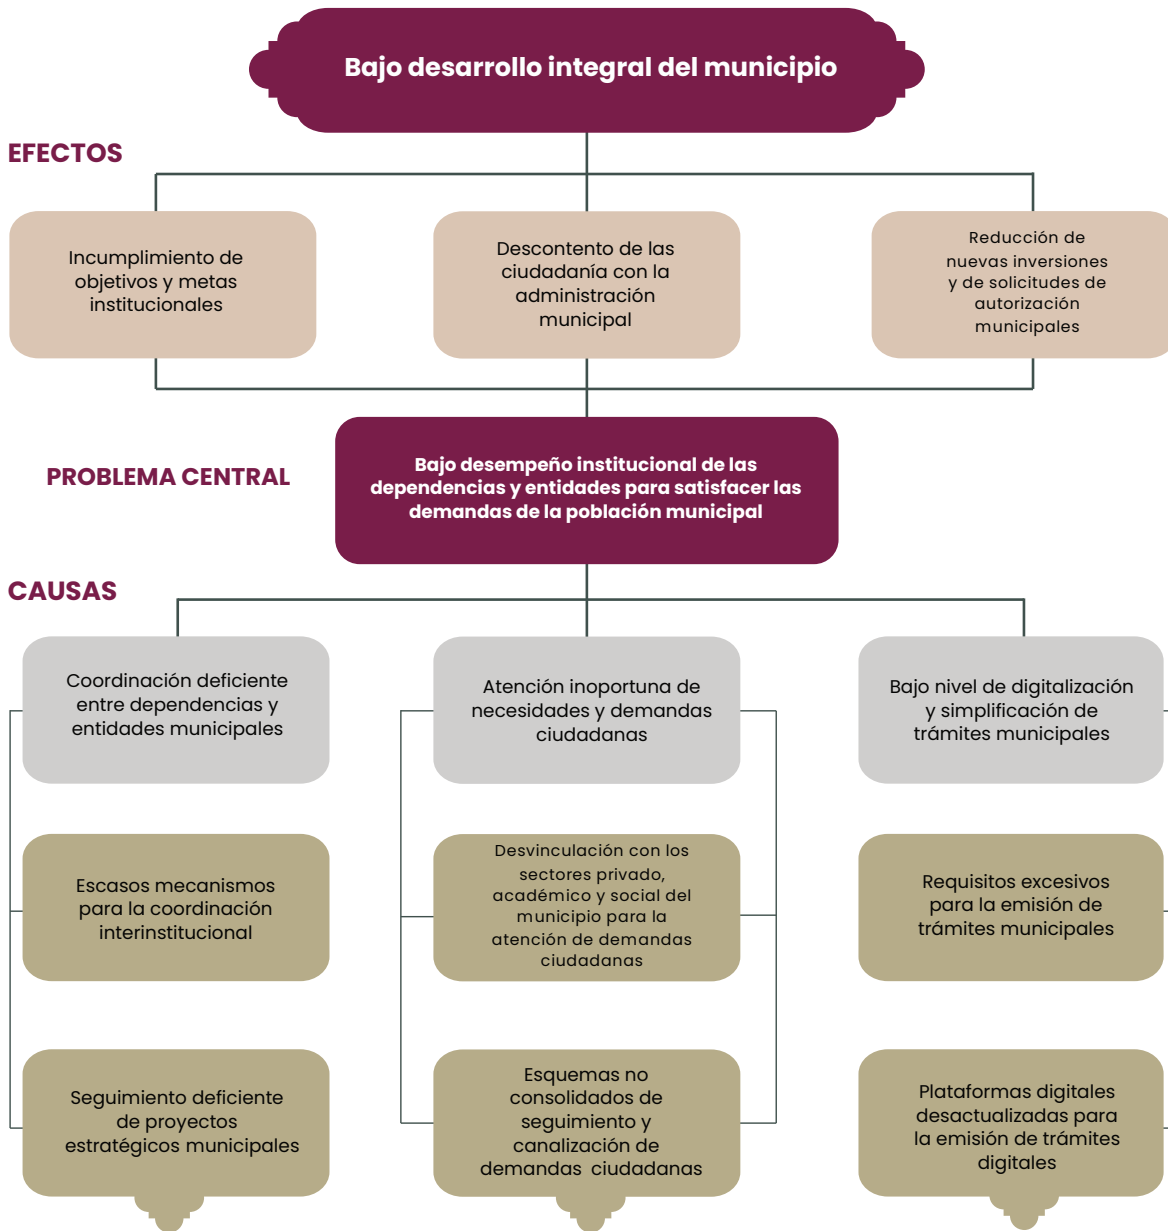 Bajo desarrollo integral del municipio
EFECTOS
Incumplimiento de
objetivos y metas
institucionales
Descontento de las
ciudadanía con la
administración
municipal
Reducción de
nuevas inversiones
y de solicitudes de
autorización
municipales
PROBLEMA CENTRAL
Bajo desempeño institucional de las
dependencias y entidades para satisfacer las
demandas de la población municipal
CAUSAS
Coordinación deficiente
entre dependencias y
entidades municipales
Atención inoportuna de
necesidades y demandas
ciudadanas
Bajo nivel de digitalización
y simplificación de
trámites municipales
Escasos mecanismos
para la coordinación
interinstitucional
Desvinculación con los
sectores privado,
académico y social del
municipio para la
atención de demandas
ciudadanas
Requisitos excesivos
para la emisión de
trámites municipales
Seguimiento deficiente
de proyectos
estratégicos municipales
Esquemas no
consolidados de
seguimiento y
canalización de
demandas ciudadanas
Plataformas digitales
desactualizadas para
la emisión de trámites
digitales